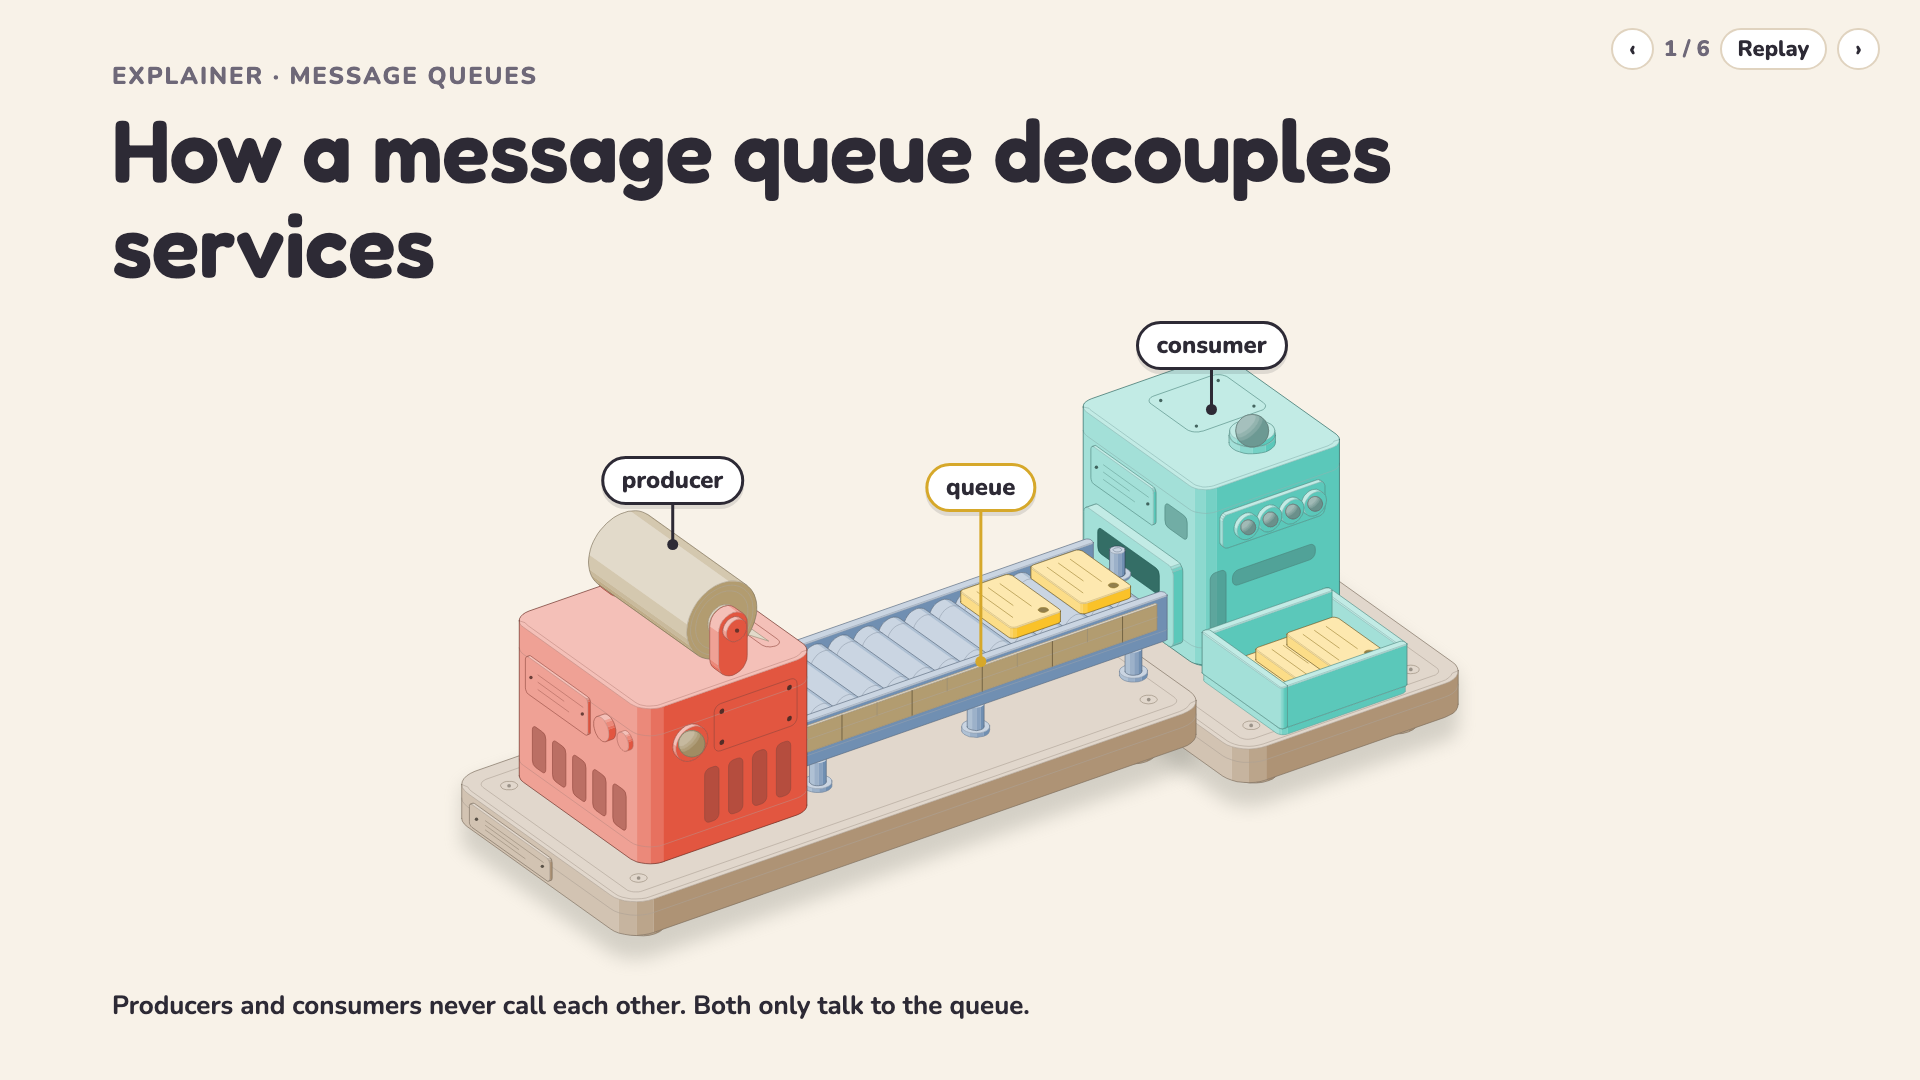 EXPLAINER · MESSAGE QUEUES
‹ 1 / 6 Replay ›
How a message queue decouples
services
consumer
producer
queue
Producers and consumers never call each other. Both only talk to the queue.